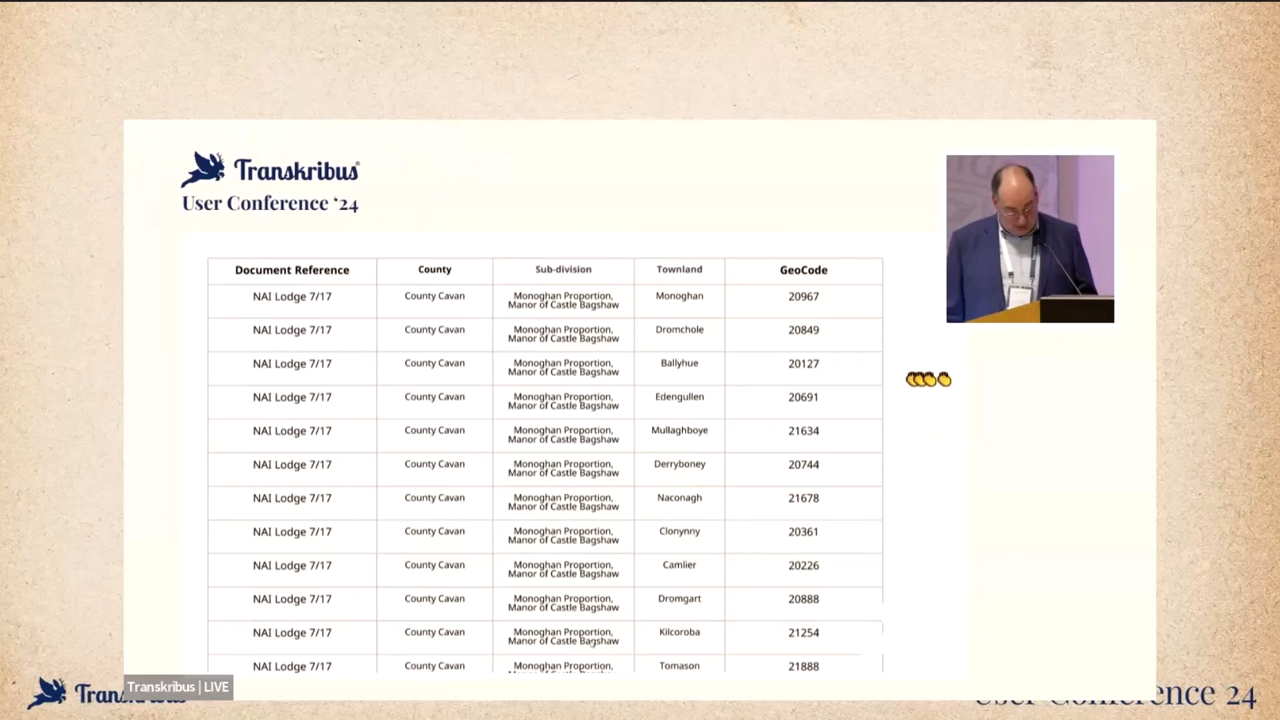 Transkribus
User Conference ‘24
Document Reference County Sub-division Townland GeoCode
NAI Lodge 7/17 County Cavan Monoghan Proportion, Manor of Castle Bagshaw Monoghan 20967
NAI Lodge 7/17 County Cavan Monoghan Proportion, Manor of Castle Bagshaw Dromchole 20849
NAI Lodge 7/17 County Cavan Monoghan Proportion, Manor of Castle Bagshaw Ballyhue 20127
NAI Lodge 7/17 County Cavan Monoghan Proportion, Manor of Castle Bagshaw Edengullen 20691
NAI Lodge 7/17 County Cavan Monoghan Proportion, Manor of Castle Bagshaw Mullaghboye 21634
NAI Lodge 7/17 County Cavan Monoghan Proportion, Manor of Castle Bagshaw Derryboney 20744
NAI Lodge 7/17 County Cavan Monoghan Proportion, Manor of Castle Bagshaw Naconagh 21678
NAI Lodge 7/17 County Cavan Monoghan Proportion, Manor of Castle Bagshaw Clonynny 20361
NAI Lodge 7/17 County Cavan Monoghan Proportion, Manor of Castle Bagshaw Camlier 20226
NAI Lodge 7/17 County Cavan Monoghan Proportion, Manor of Castle Bagshaw Dromgart 20888
NAI Lodge 7/17 County Cavan Monoghan Proportion, Manor of Castle Bagshaw Kilcoroba 21254
NAI Lodge 7/17 County Cavan Monoghan Proportion, Tomason 21888
Transkribus | LIVE
Transkribus
User Conference 24